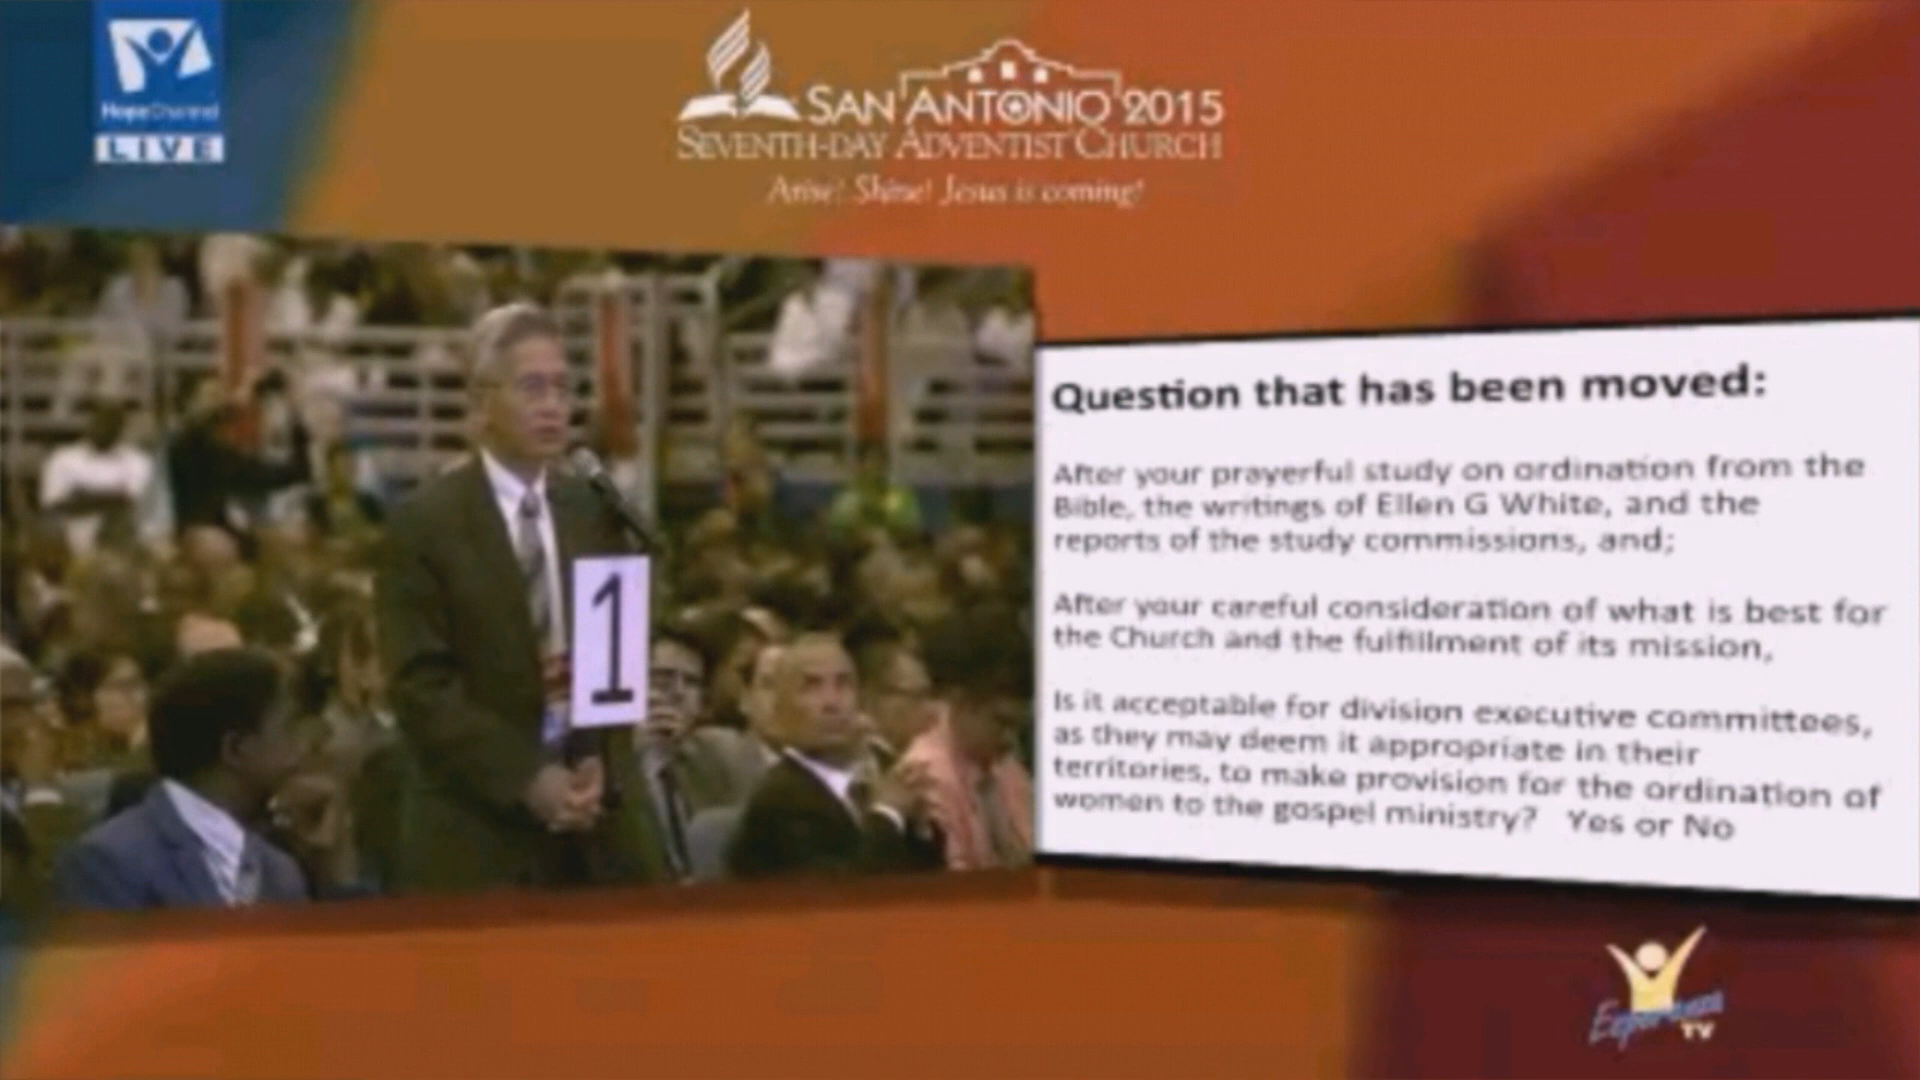 HopeChannel
LIVE
SAN ANTONIO 2015
SEVENTH-DAY ADVENTIST CHURCH
Arise! Shine! Jesus is coming!
1
Question that has been moved:
After your prayerful study on ordination from the
Bible, the writings of Ellen G White, and the
reports of the study commissions, and;
After your careful consideration of what is best for
the Church and the fulfillment of its mission,
Is it acceptable for division executive committees,
as they may deem it appropriate in their
territories, to make provision for the ordination of
women to the gospel ministry? Yes or No
Esperanza
TV